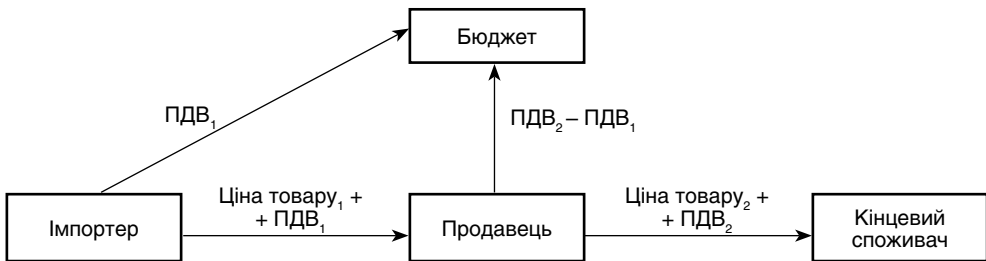 Бюджет
ПДВ₁
ПДВ₂ – ПДВ₁
Імпортер
Ціна товару₁ +
+ ПДВ₁
Продавець
Ціна товару₂ +
+ ПДВ₂
Кінцевий
споживач